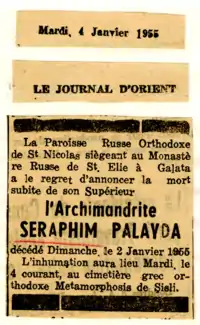 Mardi, 4 Janvier 1955
LE JOURNAL D'ORIENT
La Paroisse Russe Orthodoxe
de St Nicolas siégeant au Monastè
re Russe de St. Elie à Galata
a le regret d'annoncer la mort
subite de son Supérieur
l'Archimandrite
SERAPHIM PALAYDA
décédé Dimanche, le 2 Janvier 1955
L'inhumation aura lieu Mardi, le
4 courant, au cimetière grec or-
thodoxe Metamorphosis de Sisli.